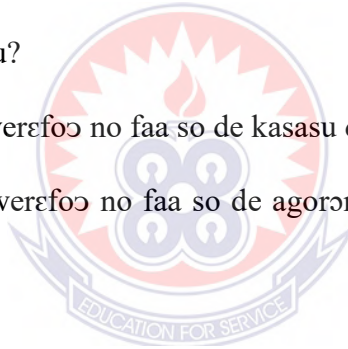 u?
verɛfoɔ no faa so de kasasu
verɛfoɔ no faa so de agorɔ
EDUCATION FOR SERVICE